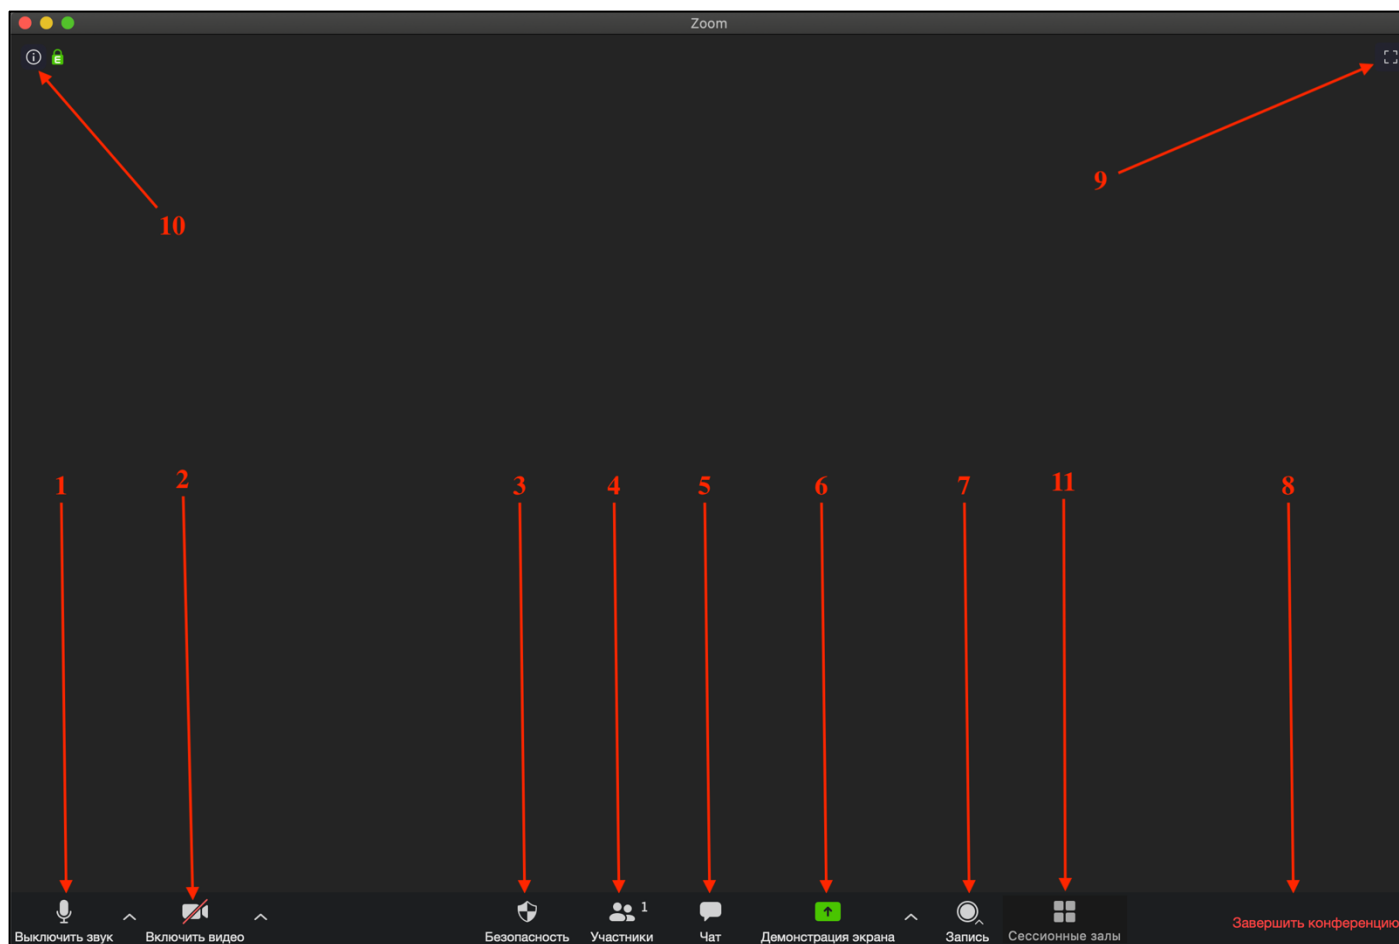 Zoom
E
9
10
1 2 3 4 5 6 7 11 8
1
Выключить звук Включить видео Безопасность Участники Чат Демонстрация экрана Запись Сессионные залы Завершить конференцию